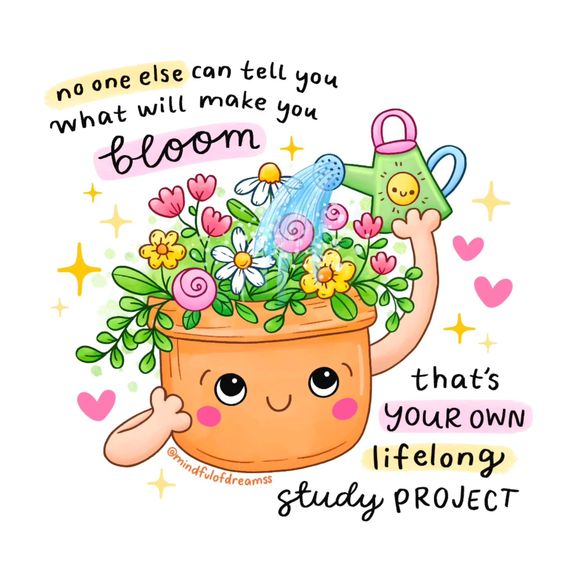 no one else can tell you
what will make you
bloom
that's
YOUR OWN
lifelong
study PROJECT
@mindfulofdreamss